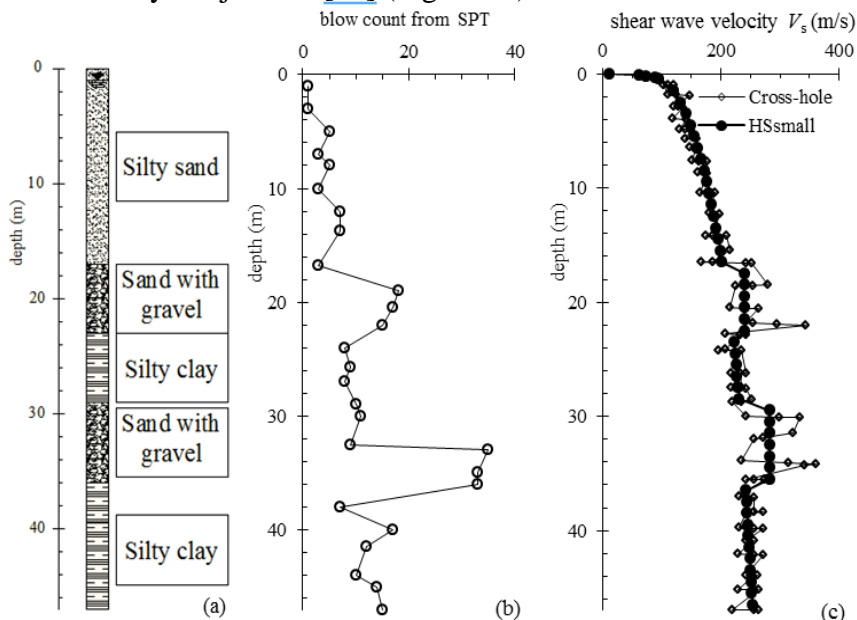 blow count from SPT
shear wave velocity Vs (m/s)
0 20 40
0 200 400
0
10
20
30
40
depth (m)
Silty sand
Sand with
gravel
Silty clay
Sand with
gravel
Silty clay
(a)
0
10
20
30
40
depth (m)
(b)
0
10
20
30
40
depth (m)
Cross-hole
HSsmall
(c)